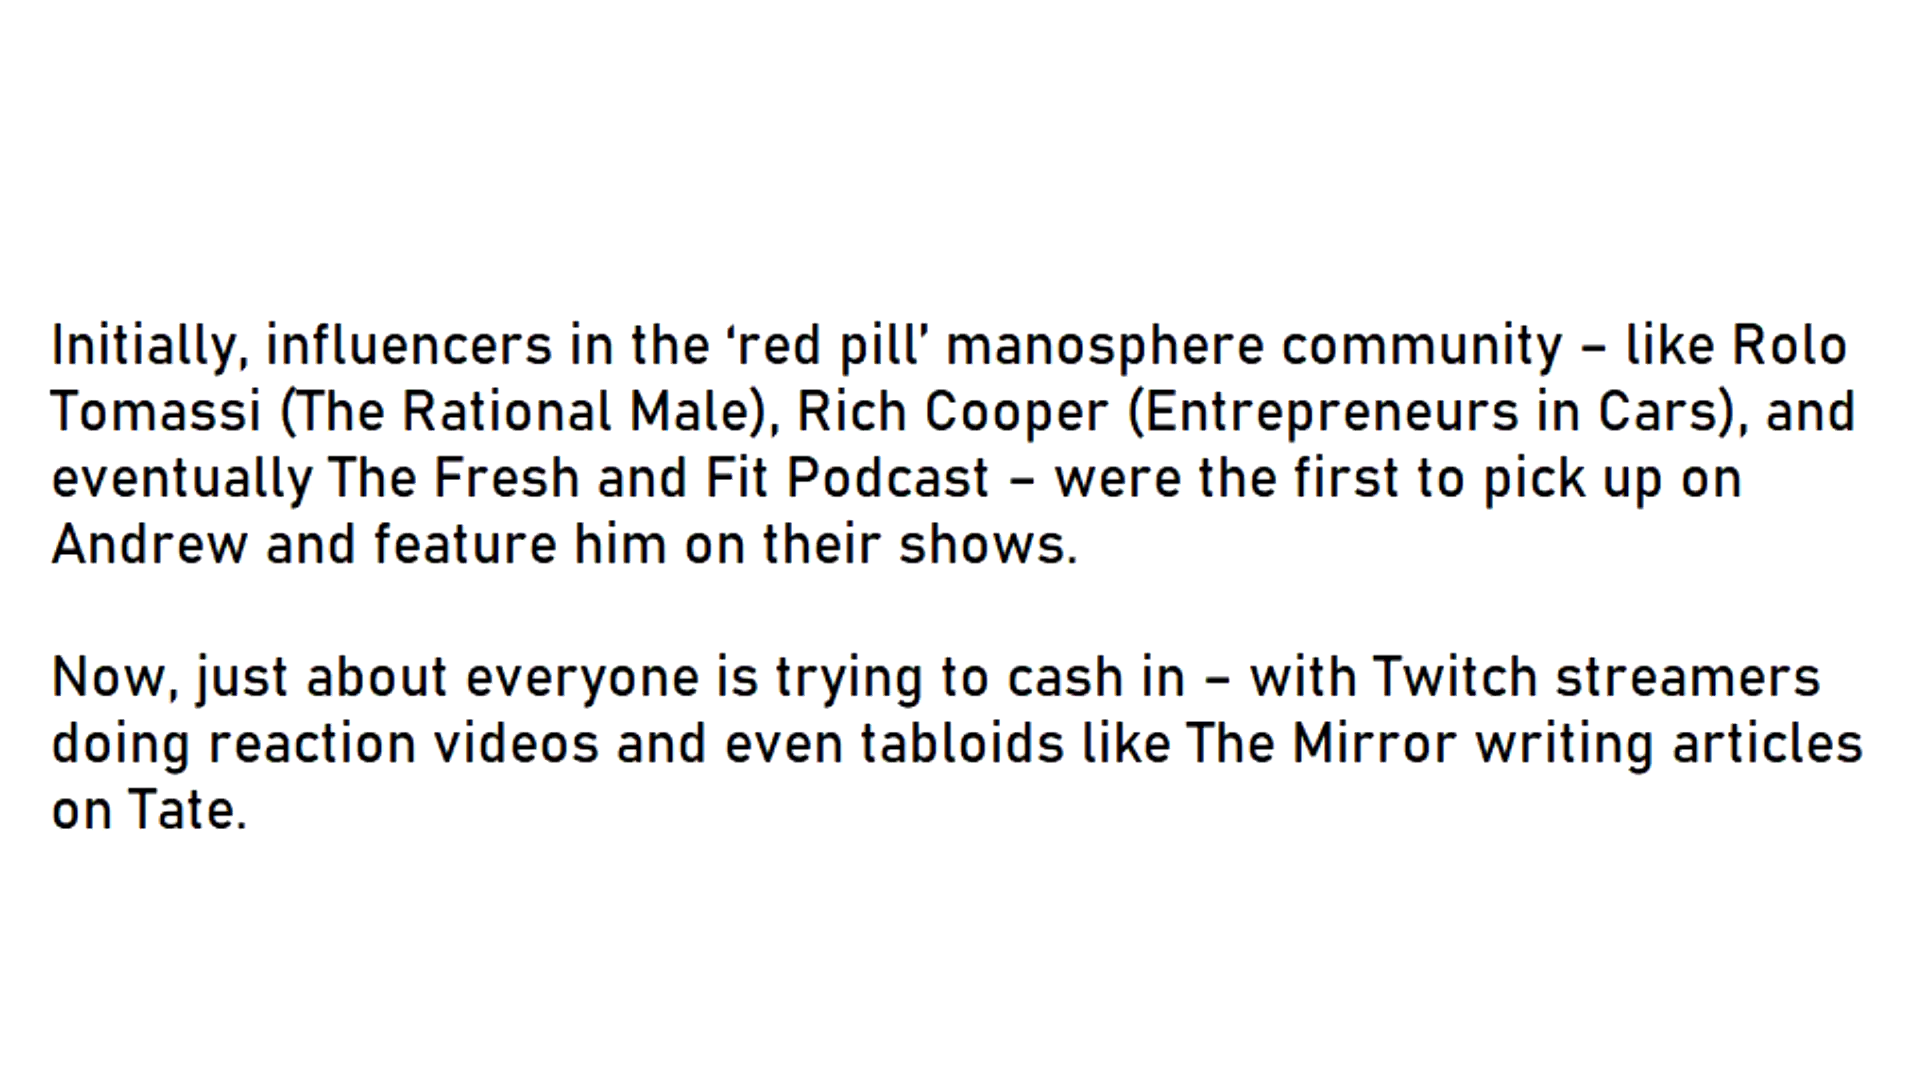 Initially, influencers in the ‘red pill’ manosphere community – like Rolo
Tomassi (The Rational Male), Rich Cooper (Entrepreneurs in Cars), and
eventually The Fresh and Fit Podcast – were the first to pick up on
Andrew and feature him on their shows.
Now, just about everyone is trying to cash in – with Twitch streamers
doing reaction videos and even tabloids like The Mirror writing articles
on Tate.